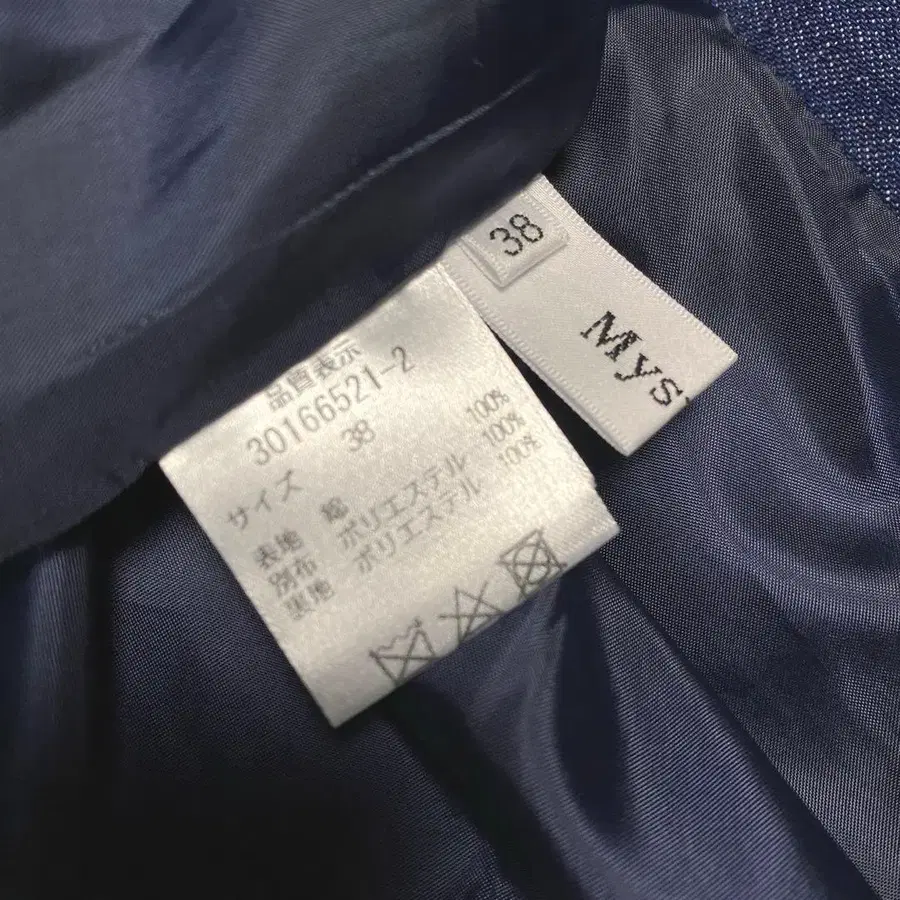 38
Mys
品質表示
30166521-2
サイズ 38
表地 綿 100%
別布 ポリエステル 100%
裏地 ポリエステル 100%